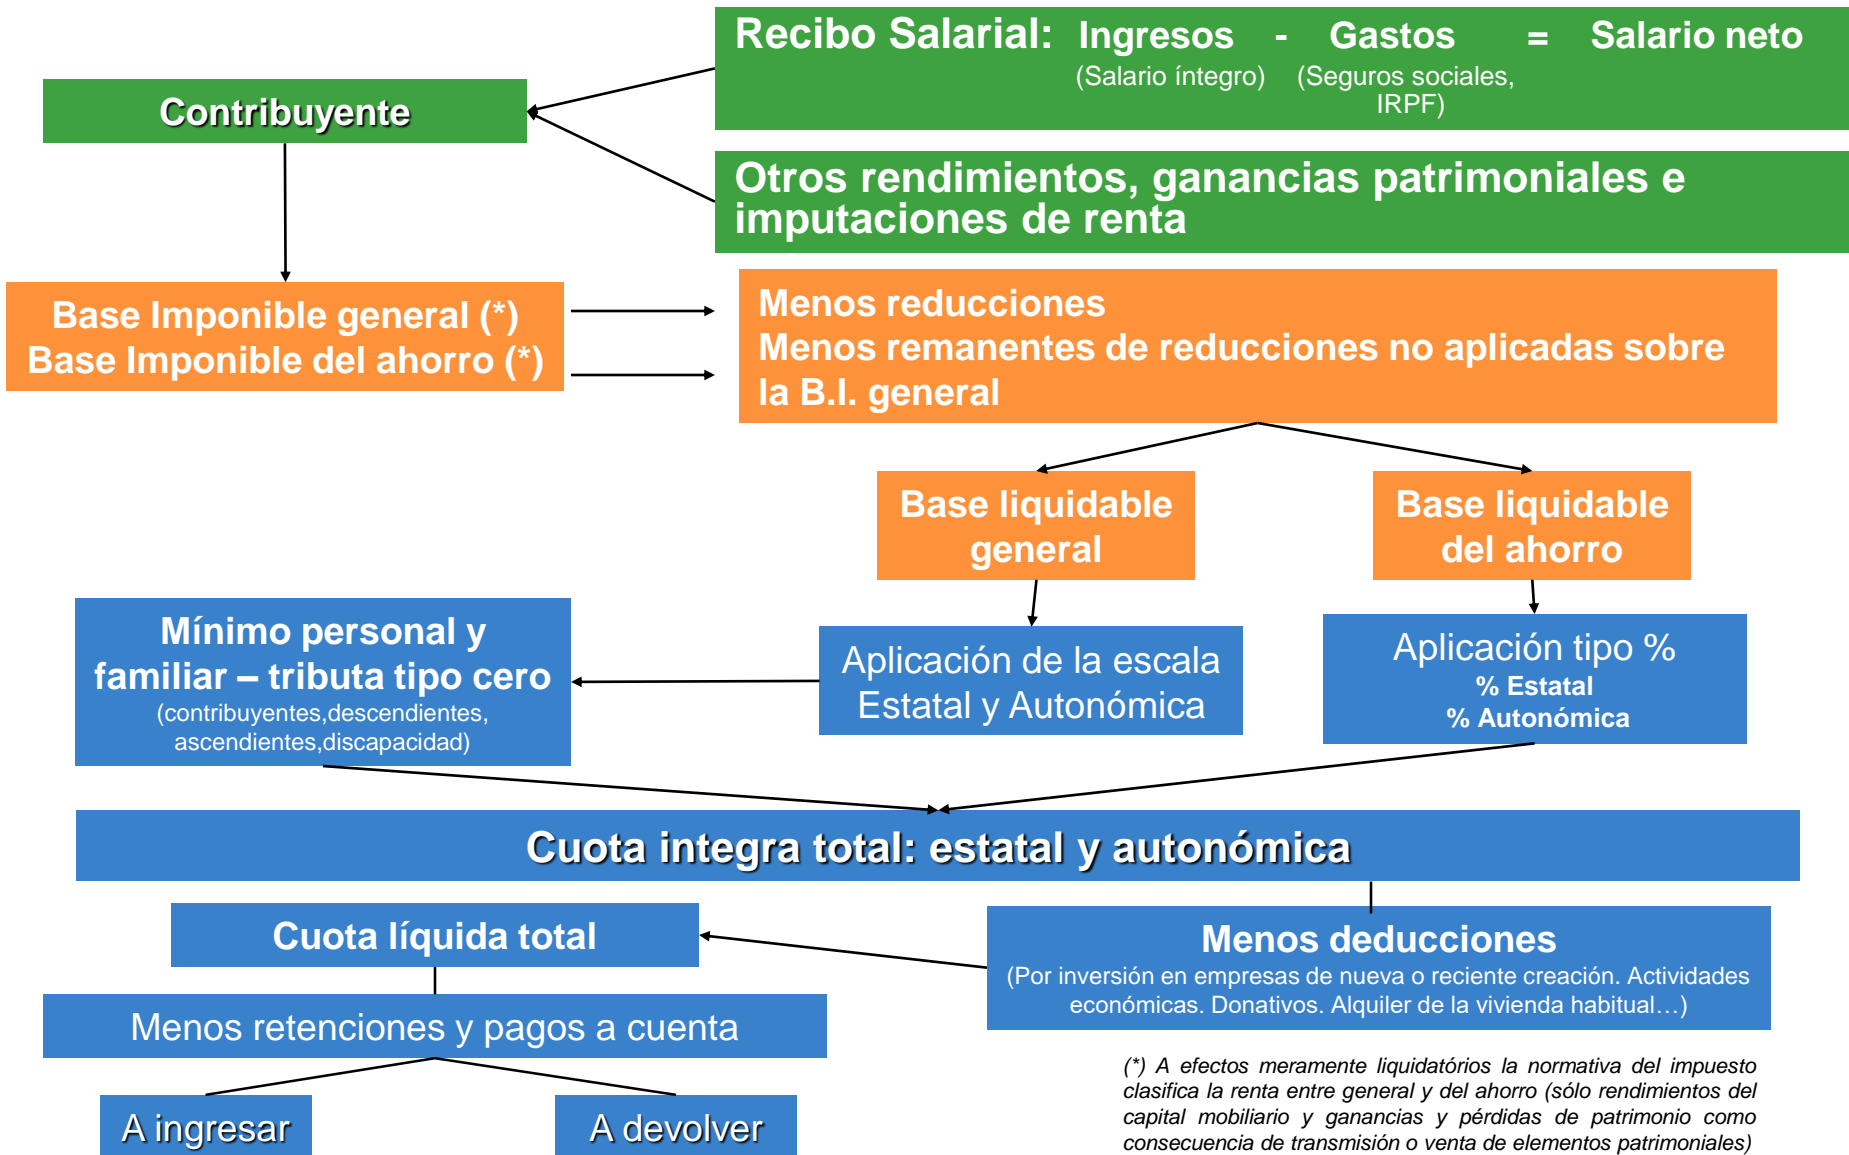 Recibo Salarial: Ingresos - Gastos = Salario neto
(Salario íntegro) (Seguros sociales,
IRPF)
Contribuyente
Otros rendimientos, ganancias patrimoniales e
imputaciones de renta
Base Imponible general (*)
Base Imponible del ahorro (*)
Menos reducciones
Menos remanentes de reducciones no aplicadas sobre
la B.I. general
Base liquidable
general
Base liquidable
del ahorro
Mínimo personal y
familiar – tributa tipo cero
(contribuyentes,descendientes,
ascendientes,discapacidad)
Aplicación de la escala
Estatal y Autonómica
Aplicación tipo %
% Estatal
% Autonómica
Cuota integra total: estatal y autonómica
Cuota líquida total
Menos deducciones
(Por inversión en empresas de nueva o reciente creación. Actividades
económicas. Donativos. Alquiler de la vivienda habitual…)
Menos retenciones y pagos a cuenta
A ingresar
A devolver
(*) A efectos meramente liquidatórios la normativa del impuesto
clasifica la renta entre general y del ahorro (sólo rendimientos del
capital mobiliario y ganancias y pérdidas de patrimonio como
consecuencia de transmisión o venta de elementos patrimoniales)